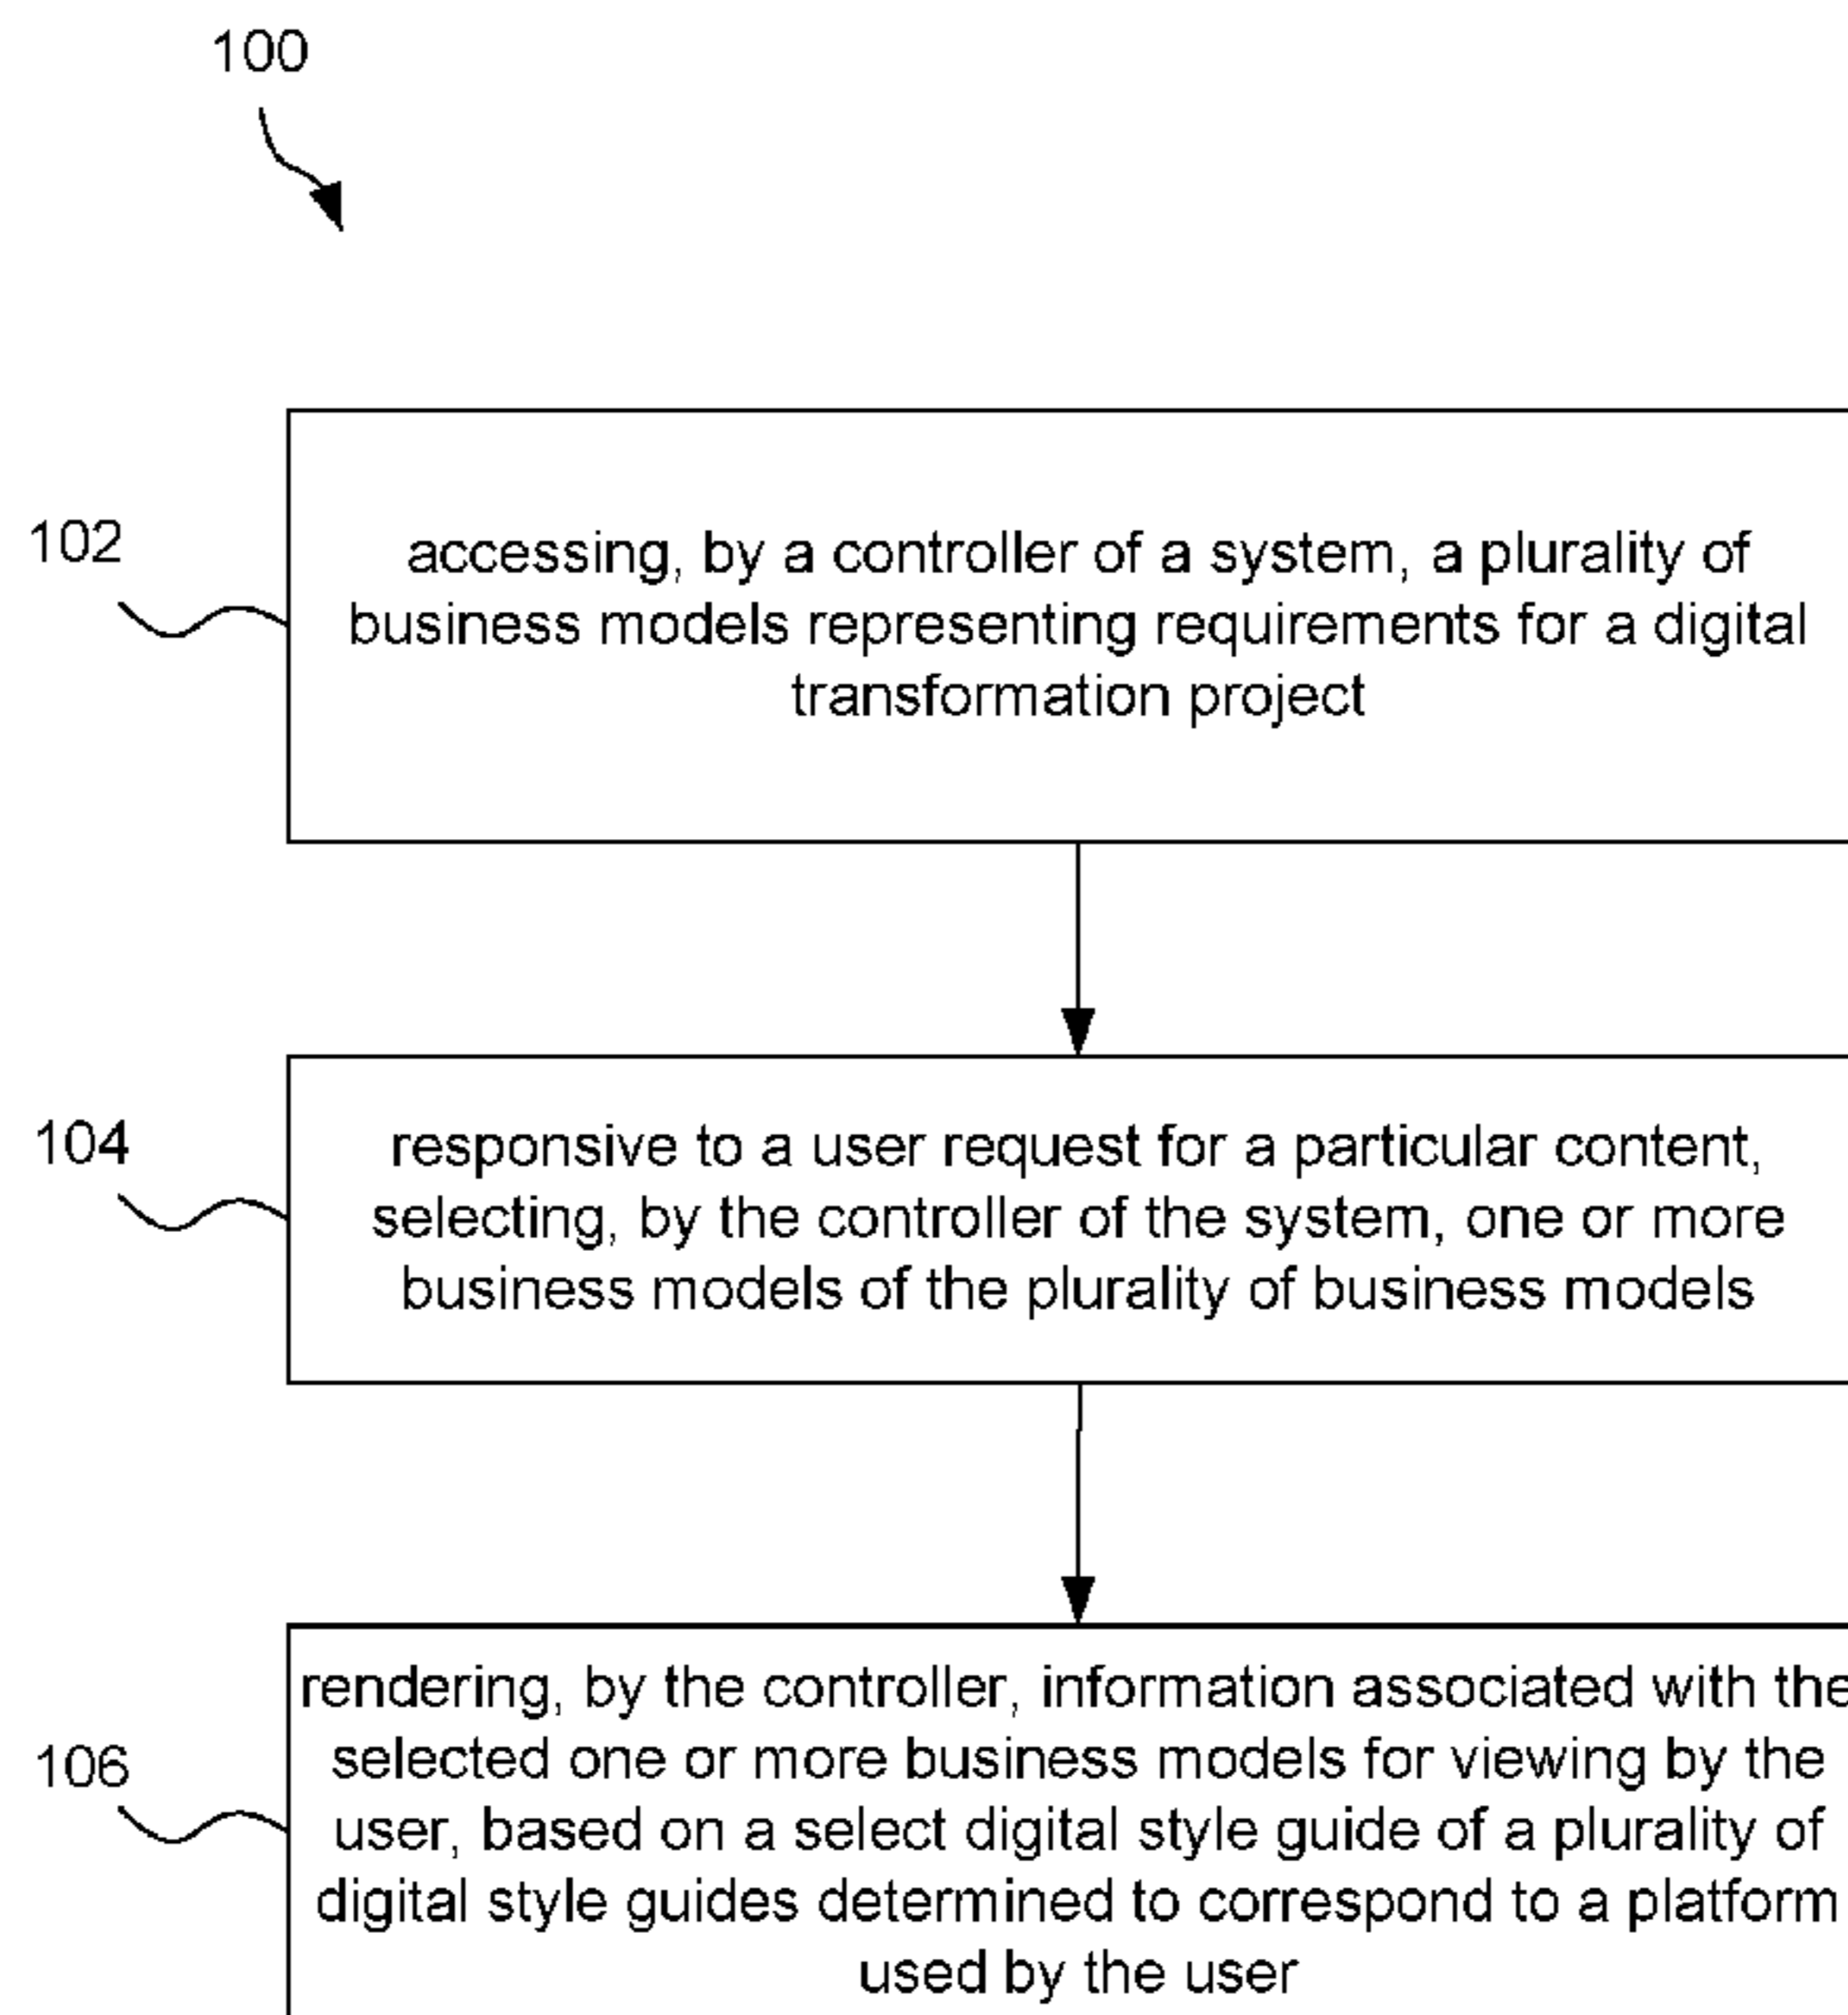 100
102
accessing, by a controller of a system, a plurality of
business models representing requirements for a digital
transformation project
104
responsive to a user request for a particular content,
selecting, by the controller of the system, one or more
business models of the plurality of business models
106
rendering, by the controller, information associated with the
selected one or more business models for viewing by the
user, based on a select digital style guide of a plurality of
digital style guides determined to correspond to a platform
used by the user